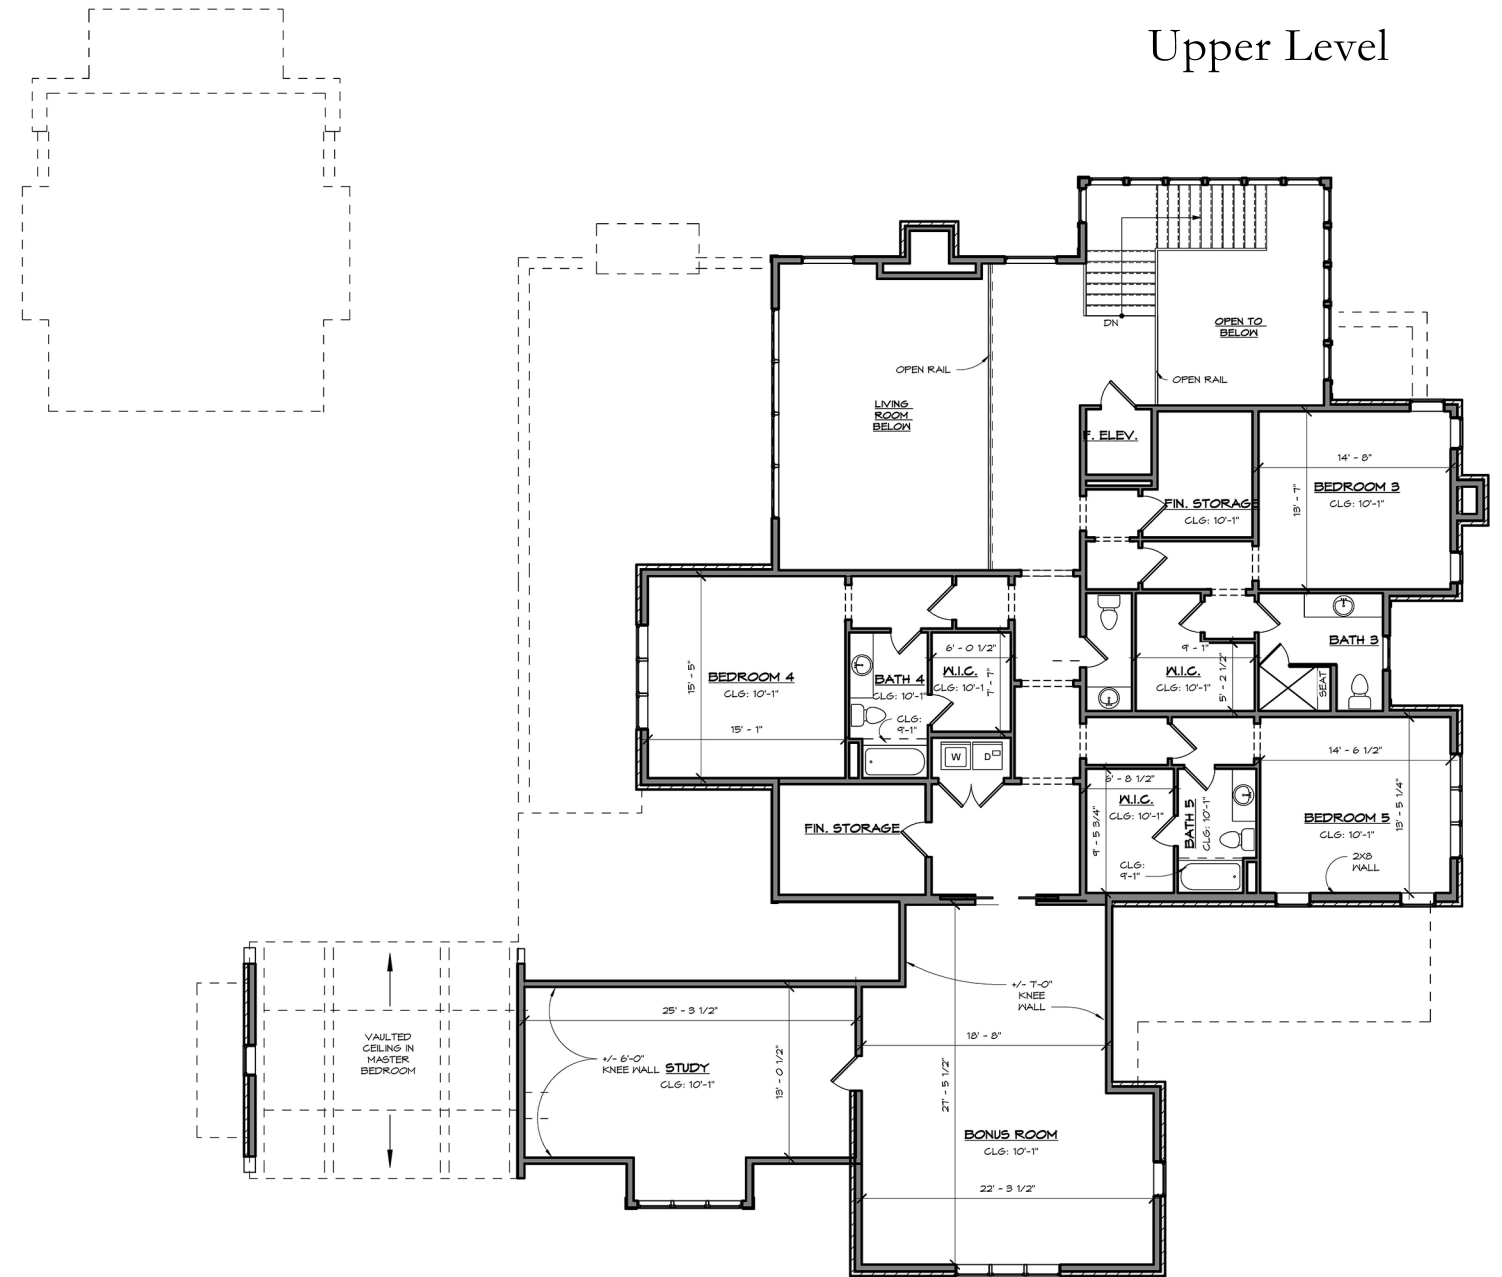 Upper Level
DN
OPEN TO
BELOW
OPEN RAIL
OPEN RAIL
LIVING
ROOM
BELOW
F. ELEV.
14' - 8"
BEDROOM 3
CLG: 10'-1"
13' - 7"
FIN. STORAGE
CLG: 10'-1"
BATH 3
SEAT
9' - 1"
W.I.C.
CLG: 10'-1"
5' - 2 1/2"
6' - 0 1/2"
W.I.C.
CLG: 10'-1
7' - 7"
BATH 4
CLG: 10'-1"
CLG:
9'-1"
BEDROOM 4
CLG: 10'-1"
15' - 5"
15' - 1"
W
D
FIN. STORAGE
14' - 6 1/2"
BEDROOM 5
CLG: 10'-1"
13' - 5 1/4"
2X8
WALL
6' - 8 1/2"
W.I.C.
CLG: 10'-1"
9' - 5 3/4"
BATH 5
CLG: 10'-1"
CLG:
9'-1"
+/- 7'-0"
KNEE
WALL
25' - 3 1/2"
18' - 8"
VAULTED
CEILING IN
MASTER
BEDROOM
+/- 6'-0"
KNEE WALL
STUDY
CLG: 10'-1"
13' - 0 1/2"
27' - 5 1/2"
BONUS ROOM
CLG: 10'-1"
22' - 3 1/2"